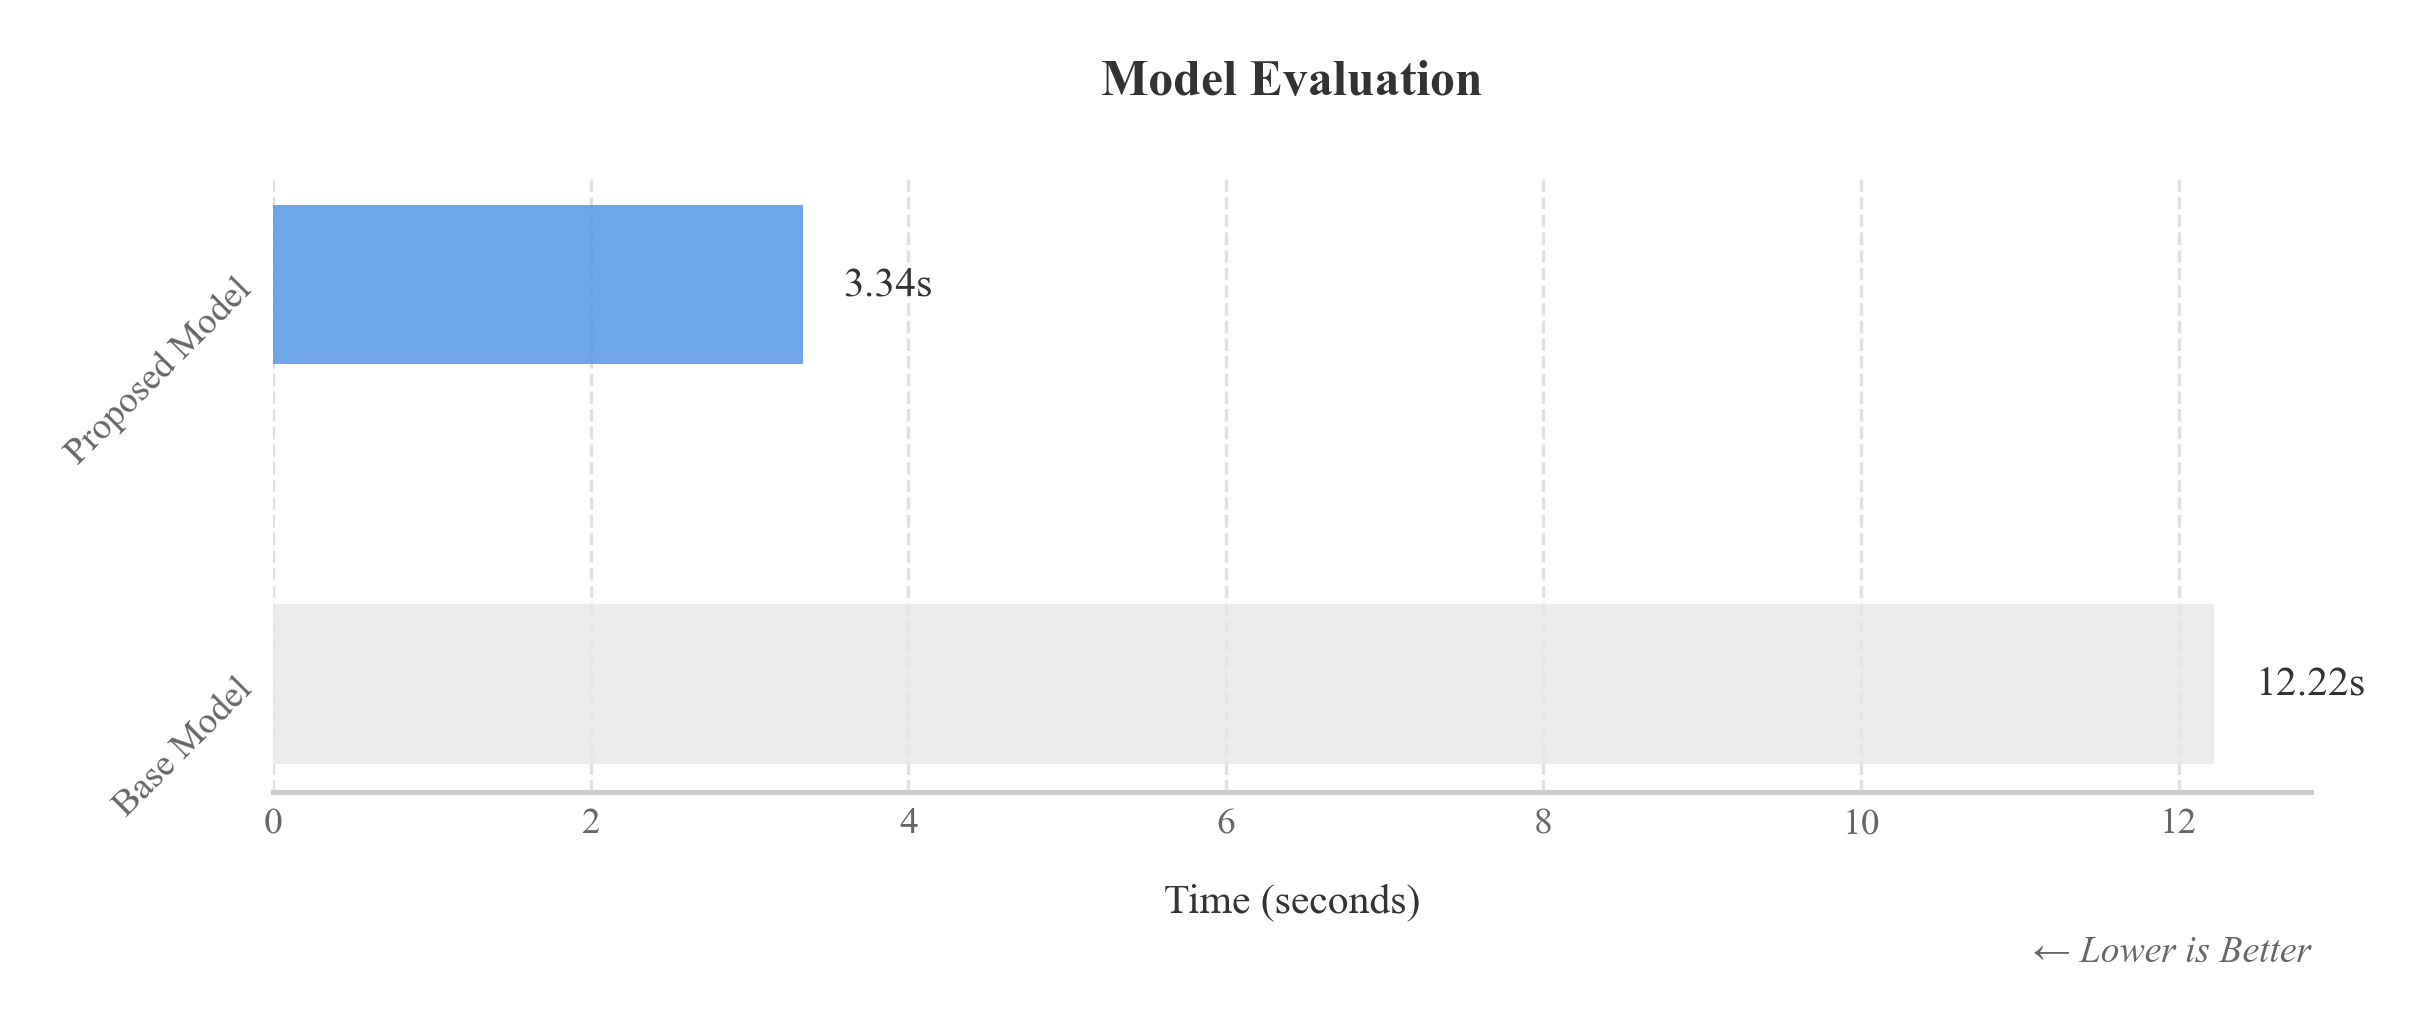 Model Evaluation
Proposed Model
3.34s
Base Model
12.22s
0 2 4 6 8 10 12
Time (seconds)
← Lower is Better